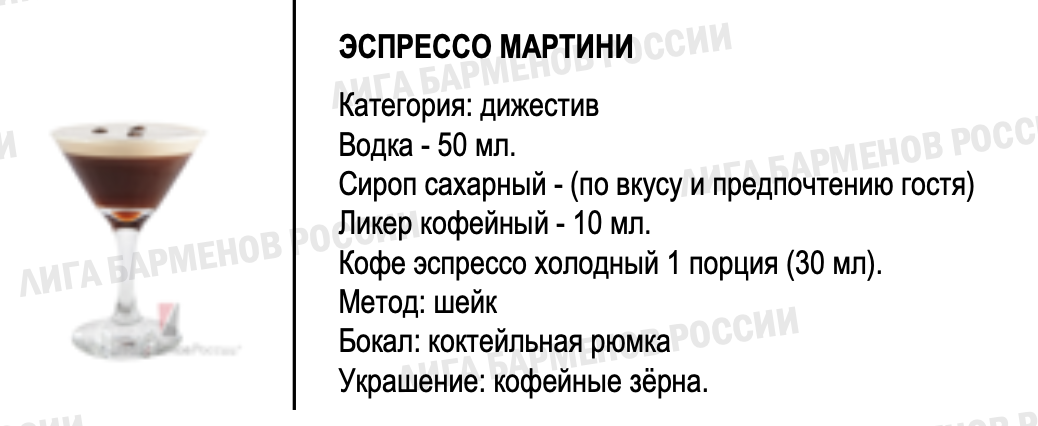 ЭСПРЕССО МАРТИНИ
ЛИГА БАРМЕНОВ РОССИИ
Категория: дижестив
Водка - 50 мл.
ЛИГА БАРМЕНОВ РОССИИ
Сироп сахарный - (по вкусу и предпочтению гостя)
Ликер кофейный - 10 мл.
ЛИГА БАРМЕНОВ РОССИИ
Кофе эспрессо холодный 1 порция (30 мл).
Метод: шейк
Бокал: коктейльная рюмка
ЛИГА БАРМЕНОВ РОССИИ
Украшение: кофейные зёрна.